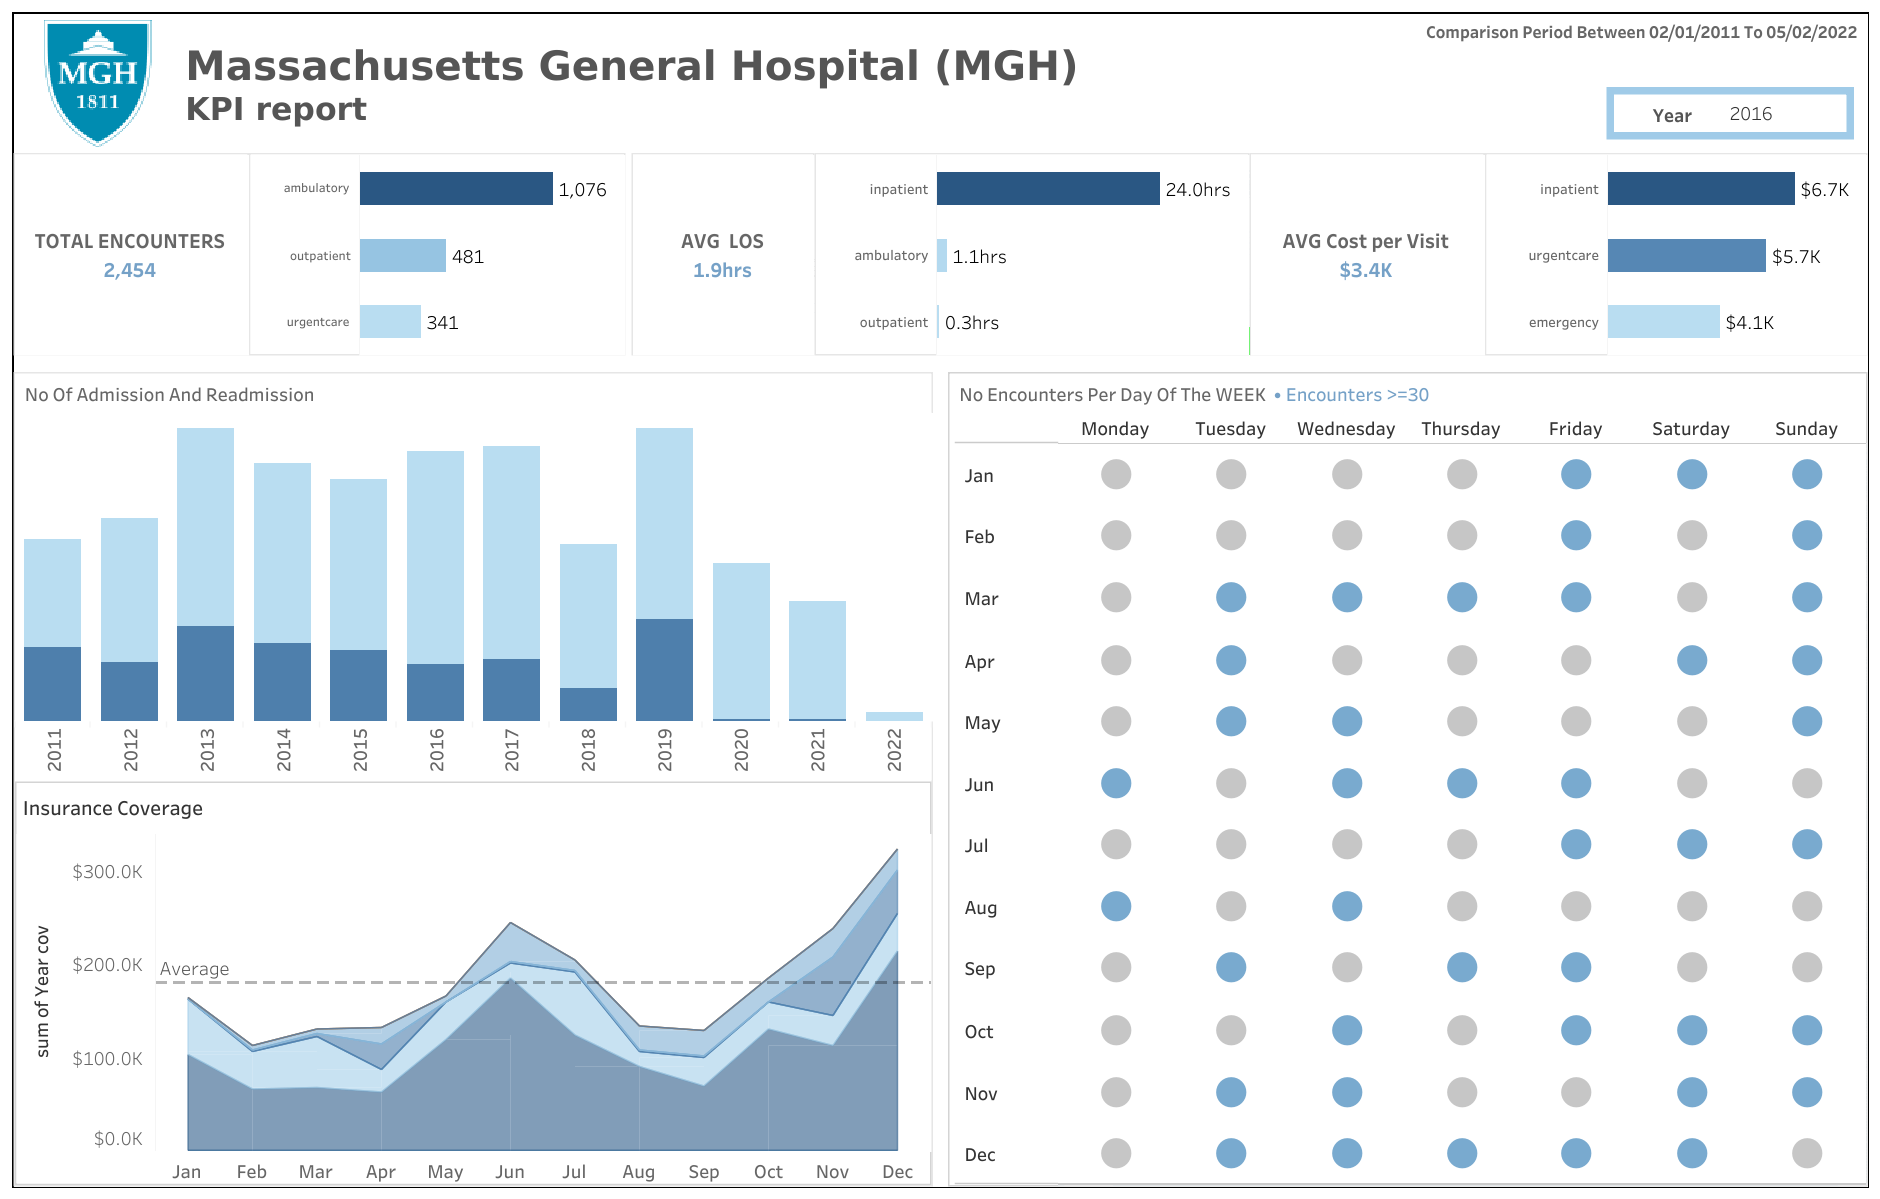 Comparison Period Between 02/01/2011 To 05/02/2022
MGH
1811
Massachusetts General Hospital (MGH)
KPI report
Year 2016
TOTAL ENCOUNTERS
2,454
ambulatory 1,076
outpatient 481
urgentcare 341
AVG LOS
1.9hrs
inpatient 24.0hrs
ambulatory 1.1hrs
outpatient 0.3hrs
AVG Cost per Visit
$3.4K
inpatient $6.7K
urgentcare $5.7K
emergency $4.1K
No Of Admission And Readmission
2011 2012 2013 2014 2015 2016 2017 2018 2019 2020 2021 2022
Insurance Coverage
sum of Year cov
$300.0K
$200.0K
$100.0K
$0.0K
Average
Jan Feb Mar Apr May Jun Jul Aug Sep Oct Nov Dec
No Encounters Per Day Of The WEEK • Encounters >=30
Monday Tuesday Wednesday Thursday Friday Saturday Sunday
Jan
Feb
Mar
Apr
May
Jun
Jul
Aug
Sep
Oct
Nov
Dec